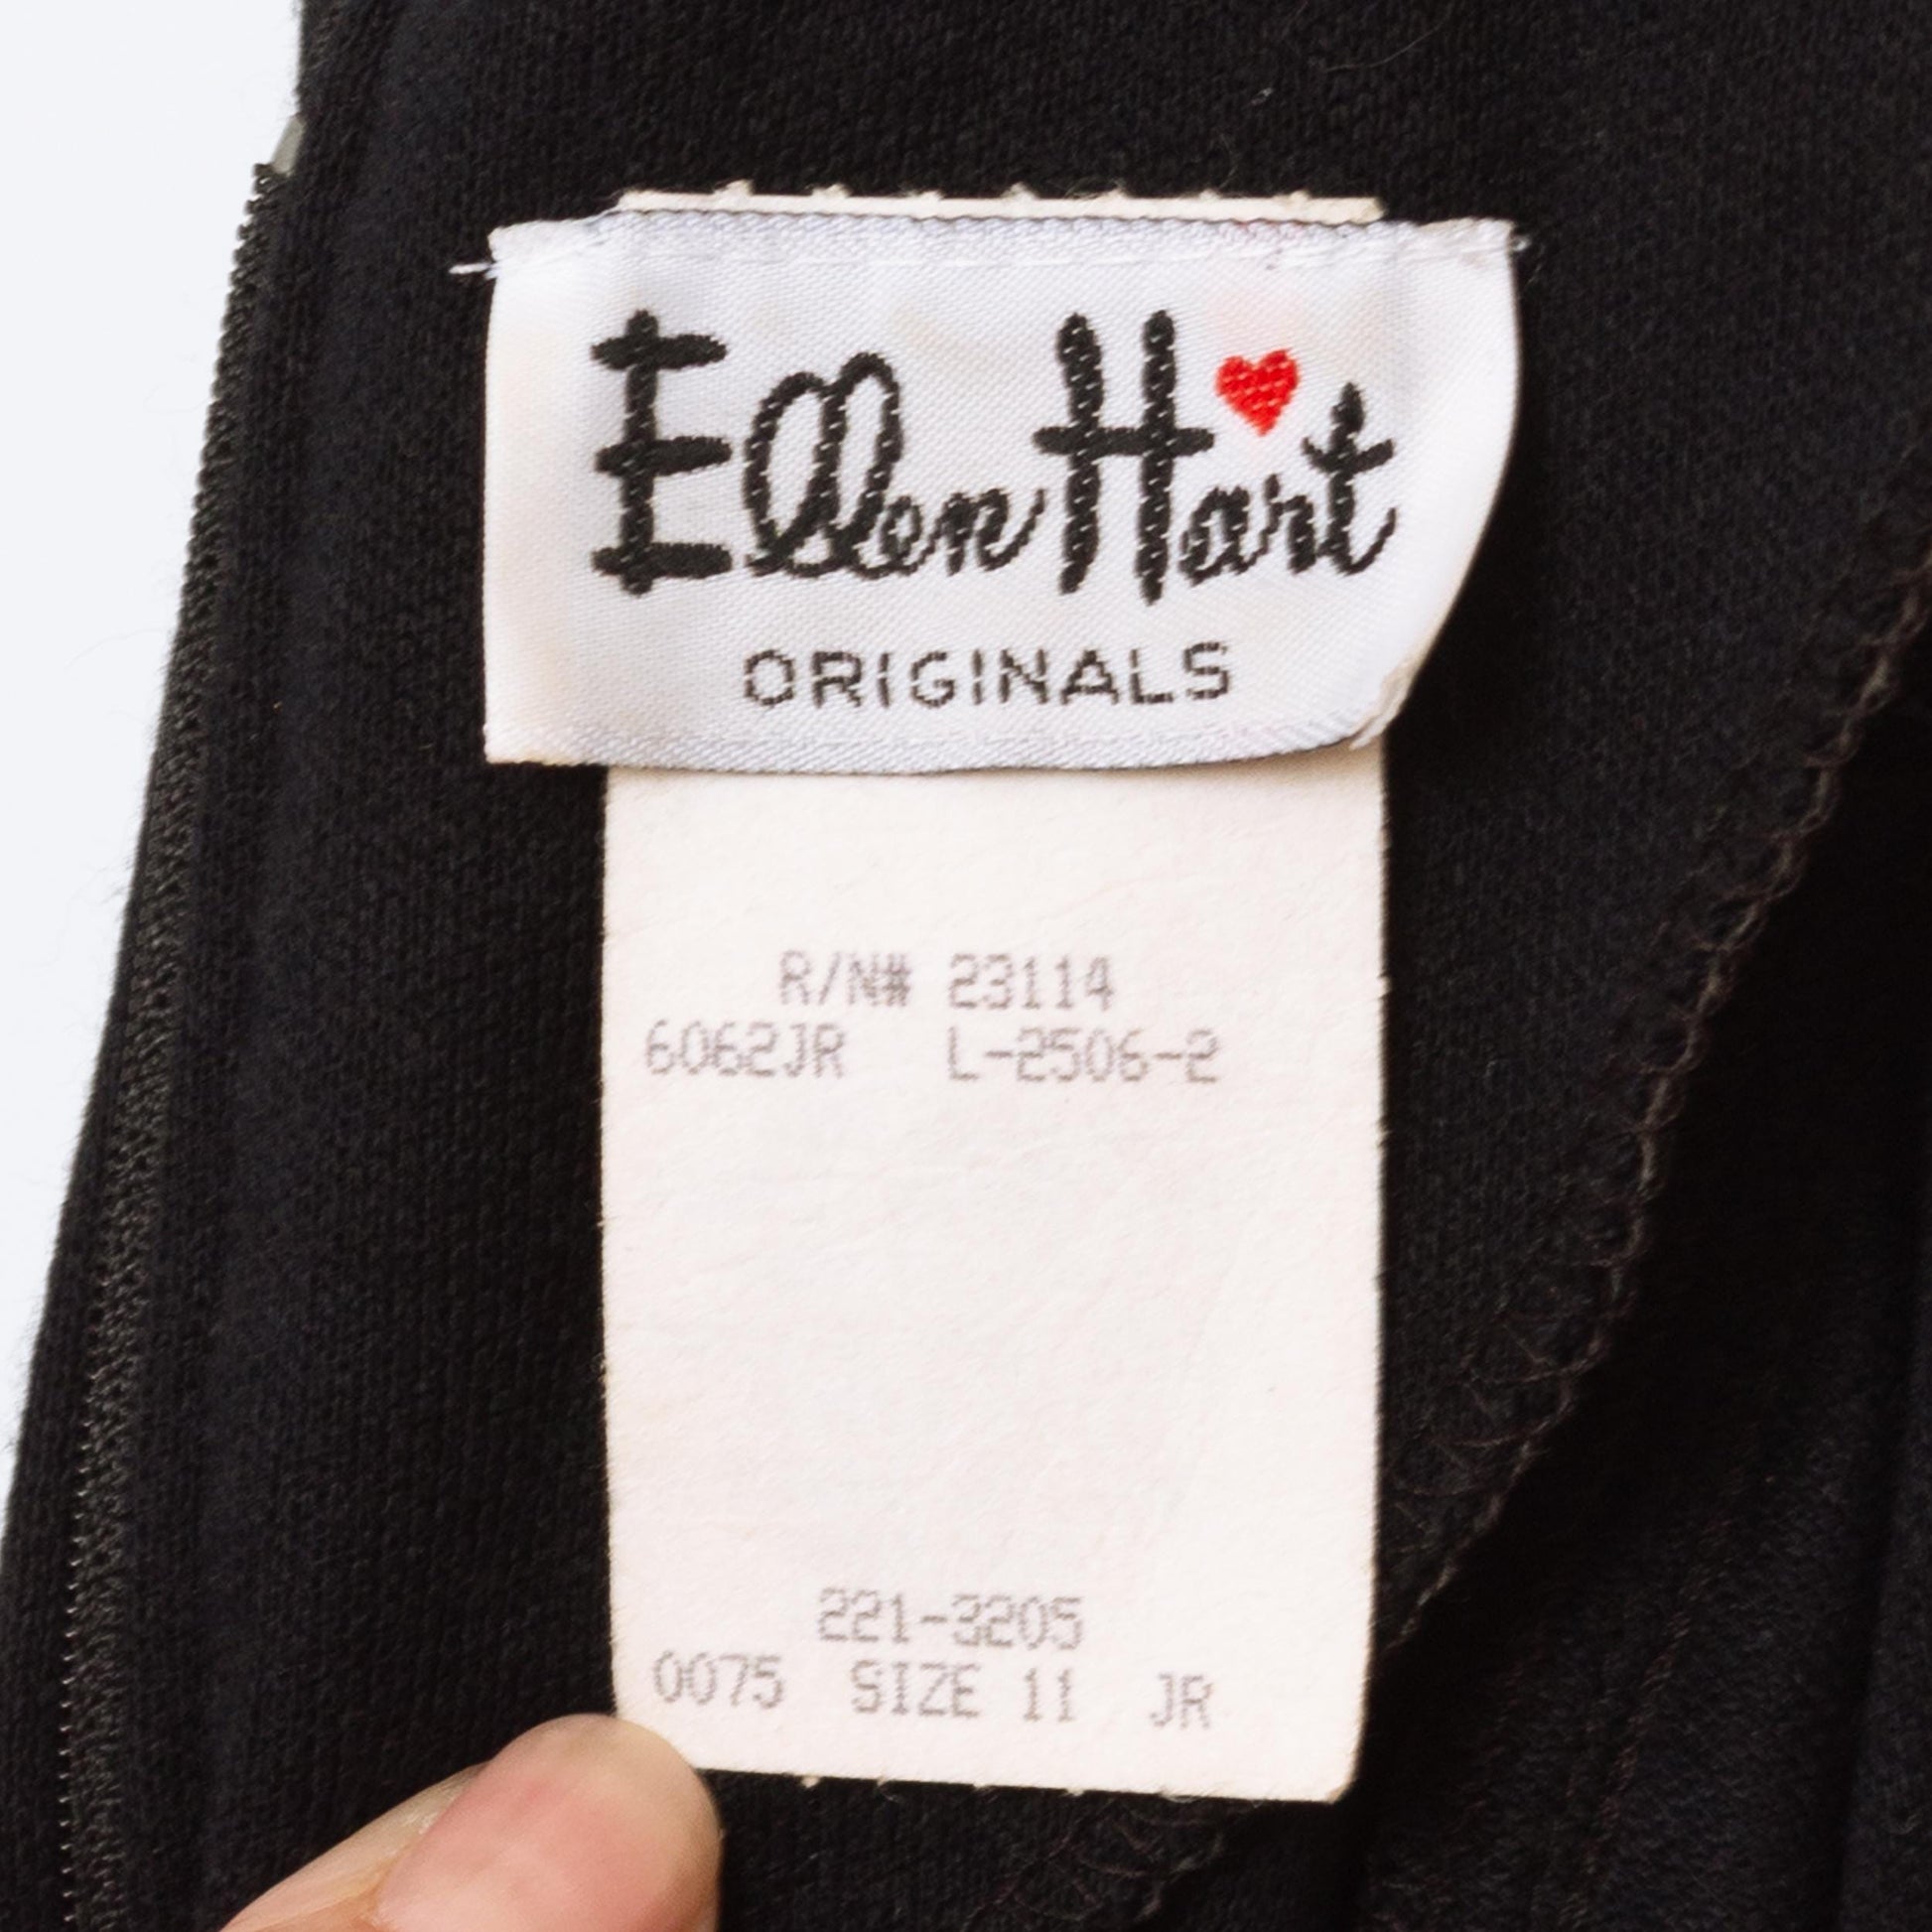 Ellen Hart
ORIGINALS
R/N# 23114
6062JR L-2506-2
221-3205
0075 SIZE 11 JR